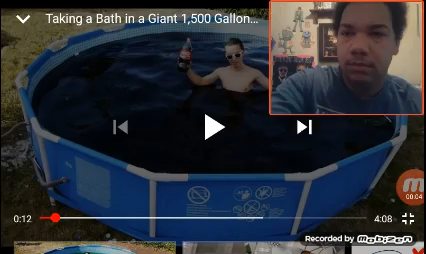 Taking a Bath in a Giant 1,500 Gallon...
00:04
0:12
4:08
Recorded by Mobizen